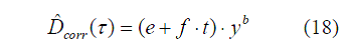 D̂_corr(τ) = (e + f · t) · y^b (18)